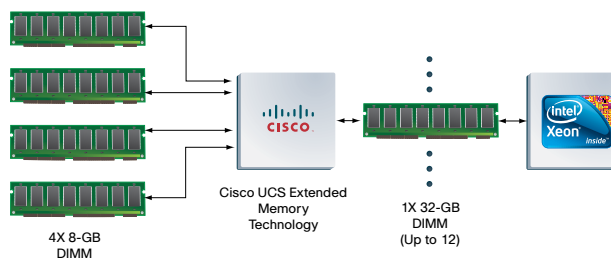 CISCO
intel
Xeon
inside
Cisco UCS Extended
Memory
Technology
1X 32-GB
DIMM
(Up to 12)
4X 8-GB
DIMM